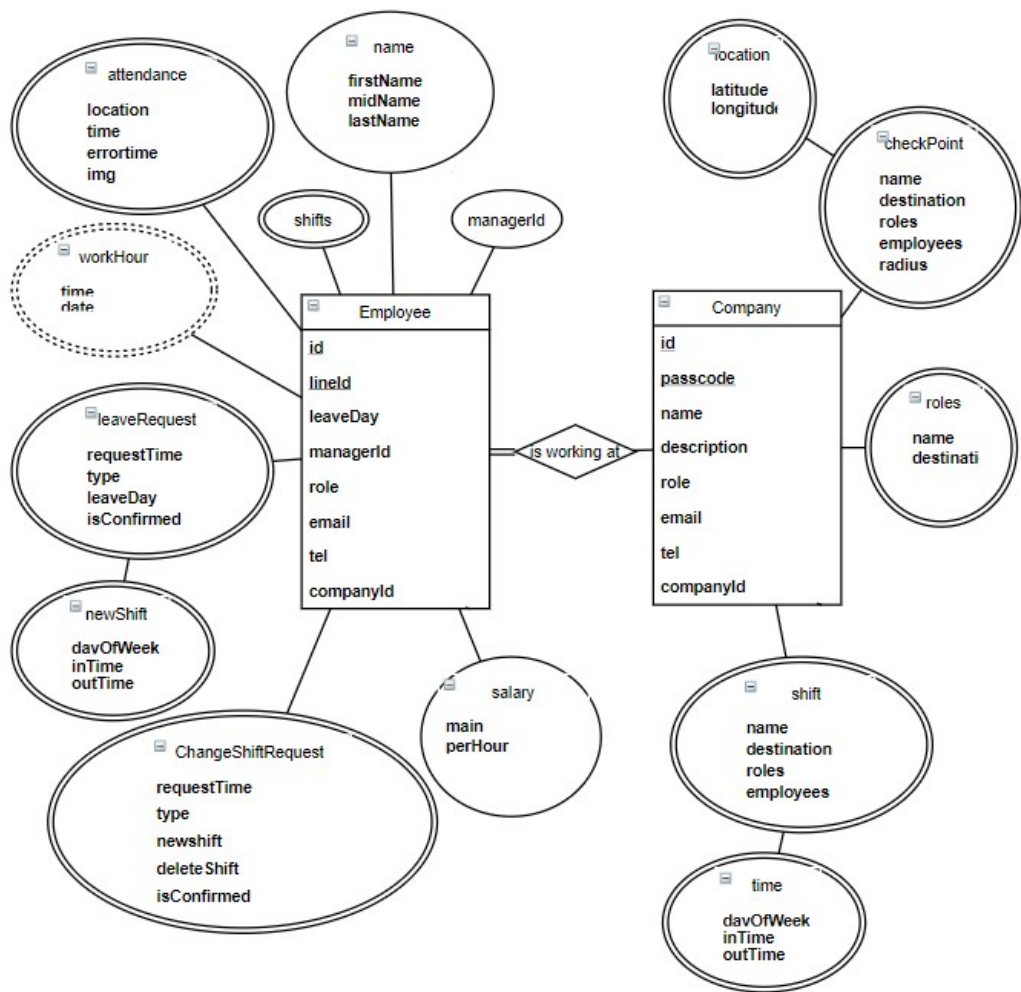 attendance
location
time
errortime
img
name
firstName
midName
lastName
location
latitude
longitude
checkPoint
name
destination
roles
employees
radius
shifts
managerId
workHour
time
date
Employee
id
lineId
leaveDay
managerId
role
email
tel
companyId
is working at
Company
id
passcode
name
description
role
email
tel
companyId
roles
name
destinati
leaveRequest
requestTime
type
leaveDay
isConfirmed
newShift
davOfWeek
inTime
outTime
ChangeShiftRequest
requestTime
type
newshift
deleteShift
isConfirmed
salary
main
perHour
shift
name
destination
roles
employees
time
davOfWeek
inTime
outTime